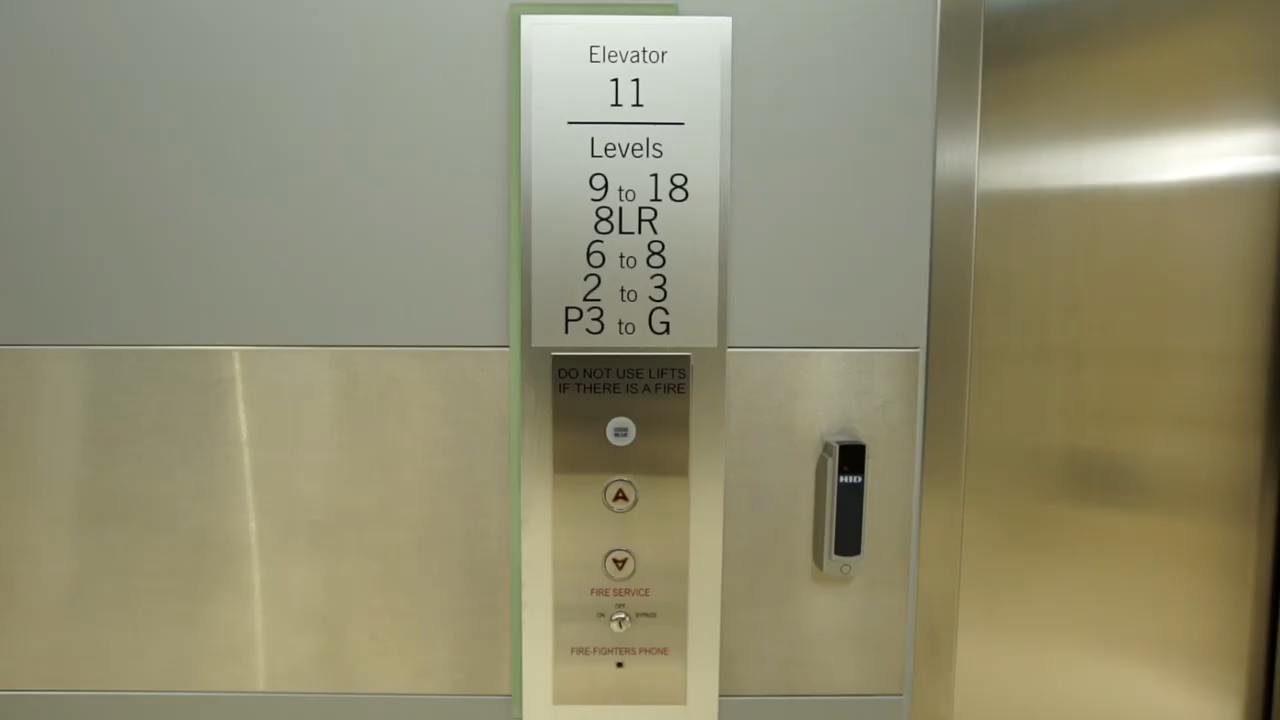 Elevator
11
Levels
9 to 18
8LR
6 to 8
2 to 3
P3 to G
DO NOT USE LIFTS
IF THERE IS A FIRE
HID
FIRE SERVICE
OFF
ON BYPASS
FIRE-FIGHTERS PHONE